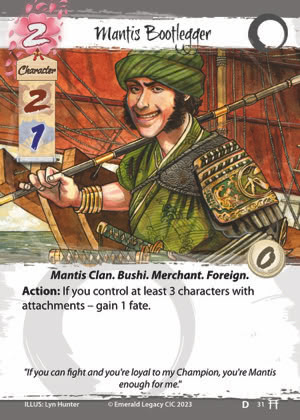 Mantis Bootlegger
2
Character
2
1
0
Mantis Clan. Bushi. Merchant. Foreign.
Action: If you control at least 3 characters with
attachments – gain 1 fate.
"If you can fight and you're loyal to my Champion, you're Mantis
enough for me."
ILLUS: Lyn Hunter © Emerald Legacy CIC 2023 D 31